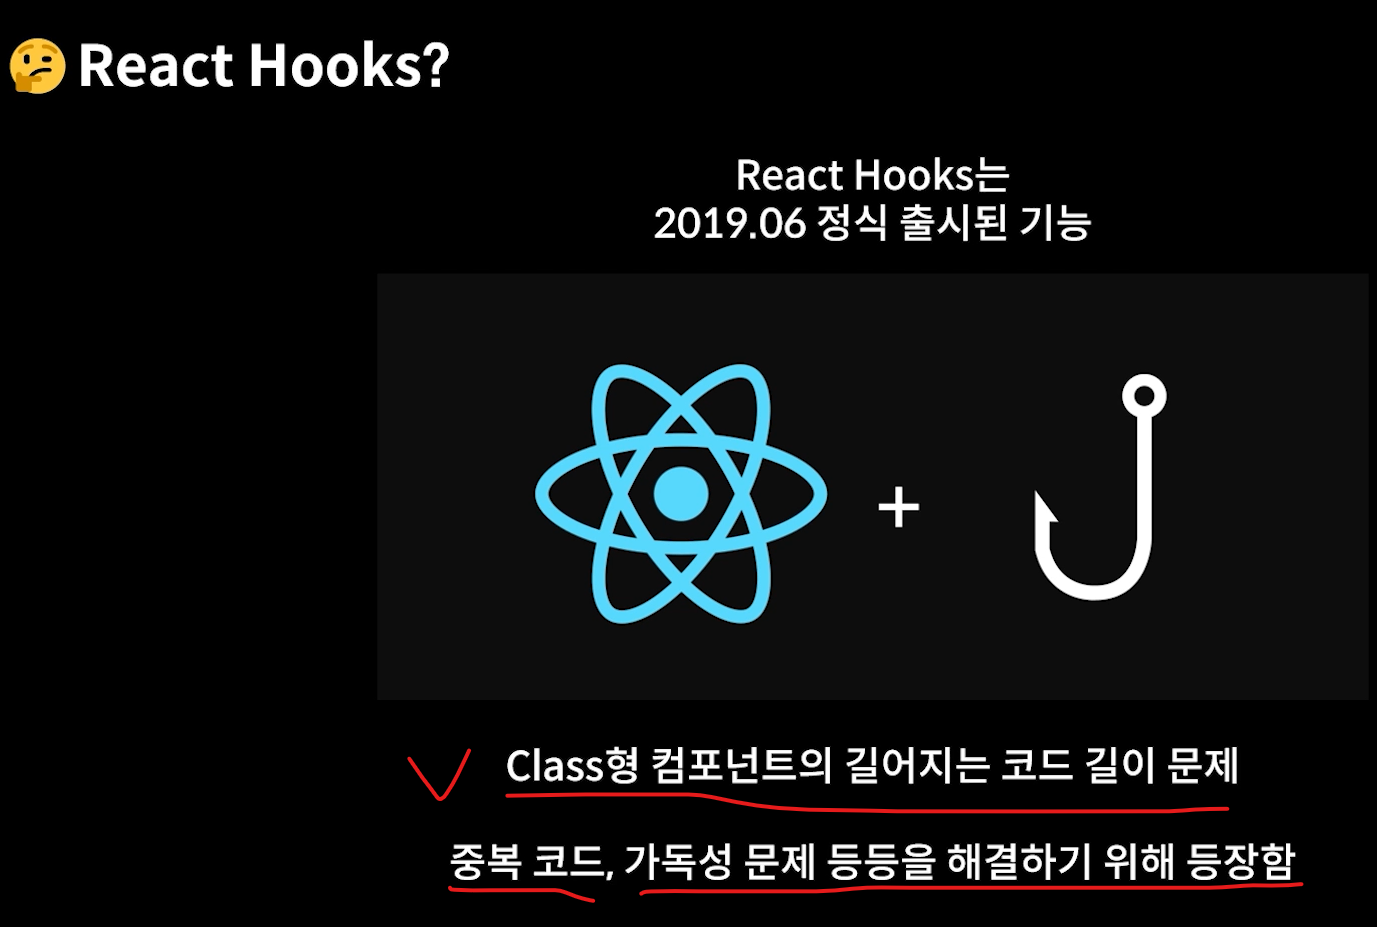 React Hooks?
React Hooks는
2019.06 정식 출시된 기능
+
Class형 컴포넌트의 길어지는 코드 길이 문제
중복 코드, 가독성 문제 등등을 해결하기 위해 등장함